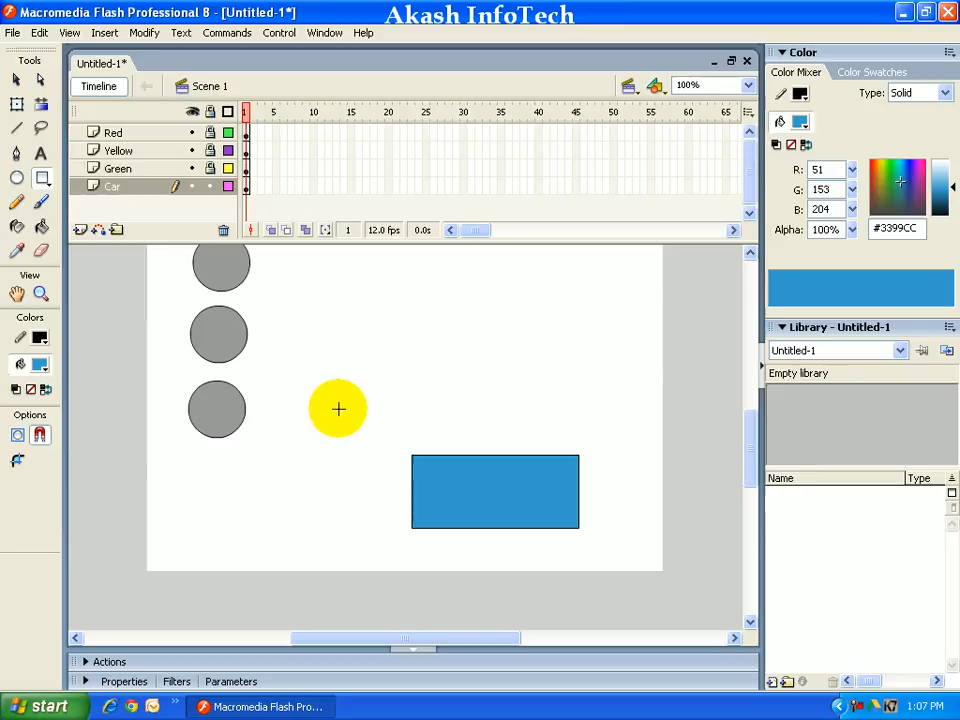 Macromedia Flash Professional 8 - [Untitled-1*]
Akash InfoTech
File Edit View Insert Modify Text Commands Control Window Help
Tools
View
Colors
Options
Untitled-1*
Timeline
Scene 1
100%
1 5 10 15 20 25 30 35 40 45 50 55 60 65
Red
Yellow
Green
Car
1 12.0 fps 0.0s
Actions
Properties Filters Parameters
Color
Color Mixer Color Swatches
Type: Solid
R: 51
G: 153
B: 204
Alpha: 100% #3399CC
Library - Untitled-1
Untitled-1
Empty library
Name Type
start
Macromedia Flash Pro...
K7
1:07 PM